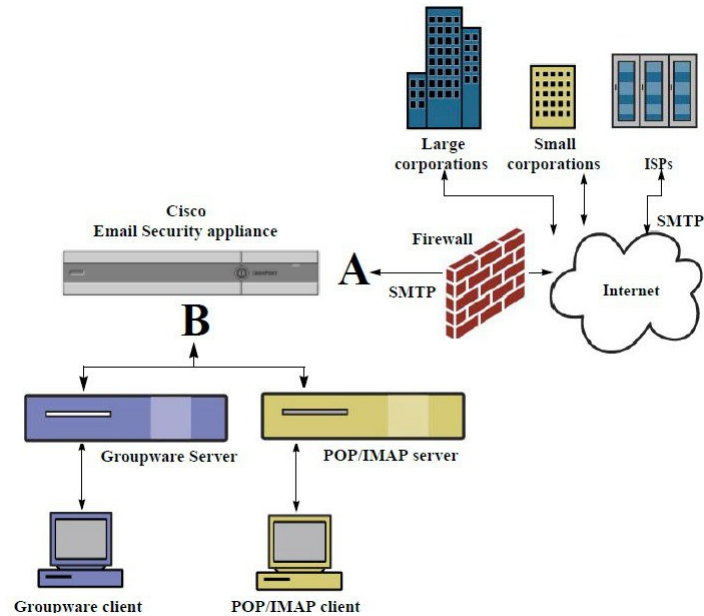 Large
corporations
Small
corporations
ISPs
Cisco
Email Security appliance
Firewall
SMTP
A
SMTP
Internet
B
Groupware Server
POP/IMAP server
Groupware client
POP/IMAP client